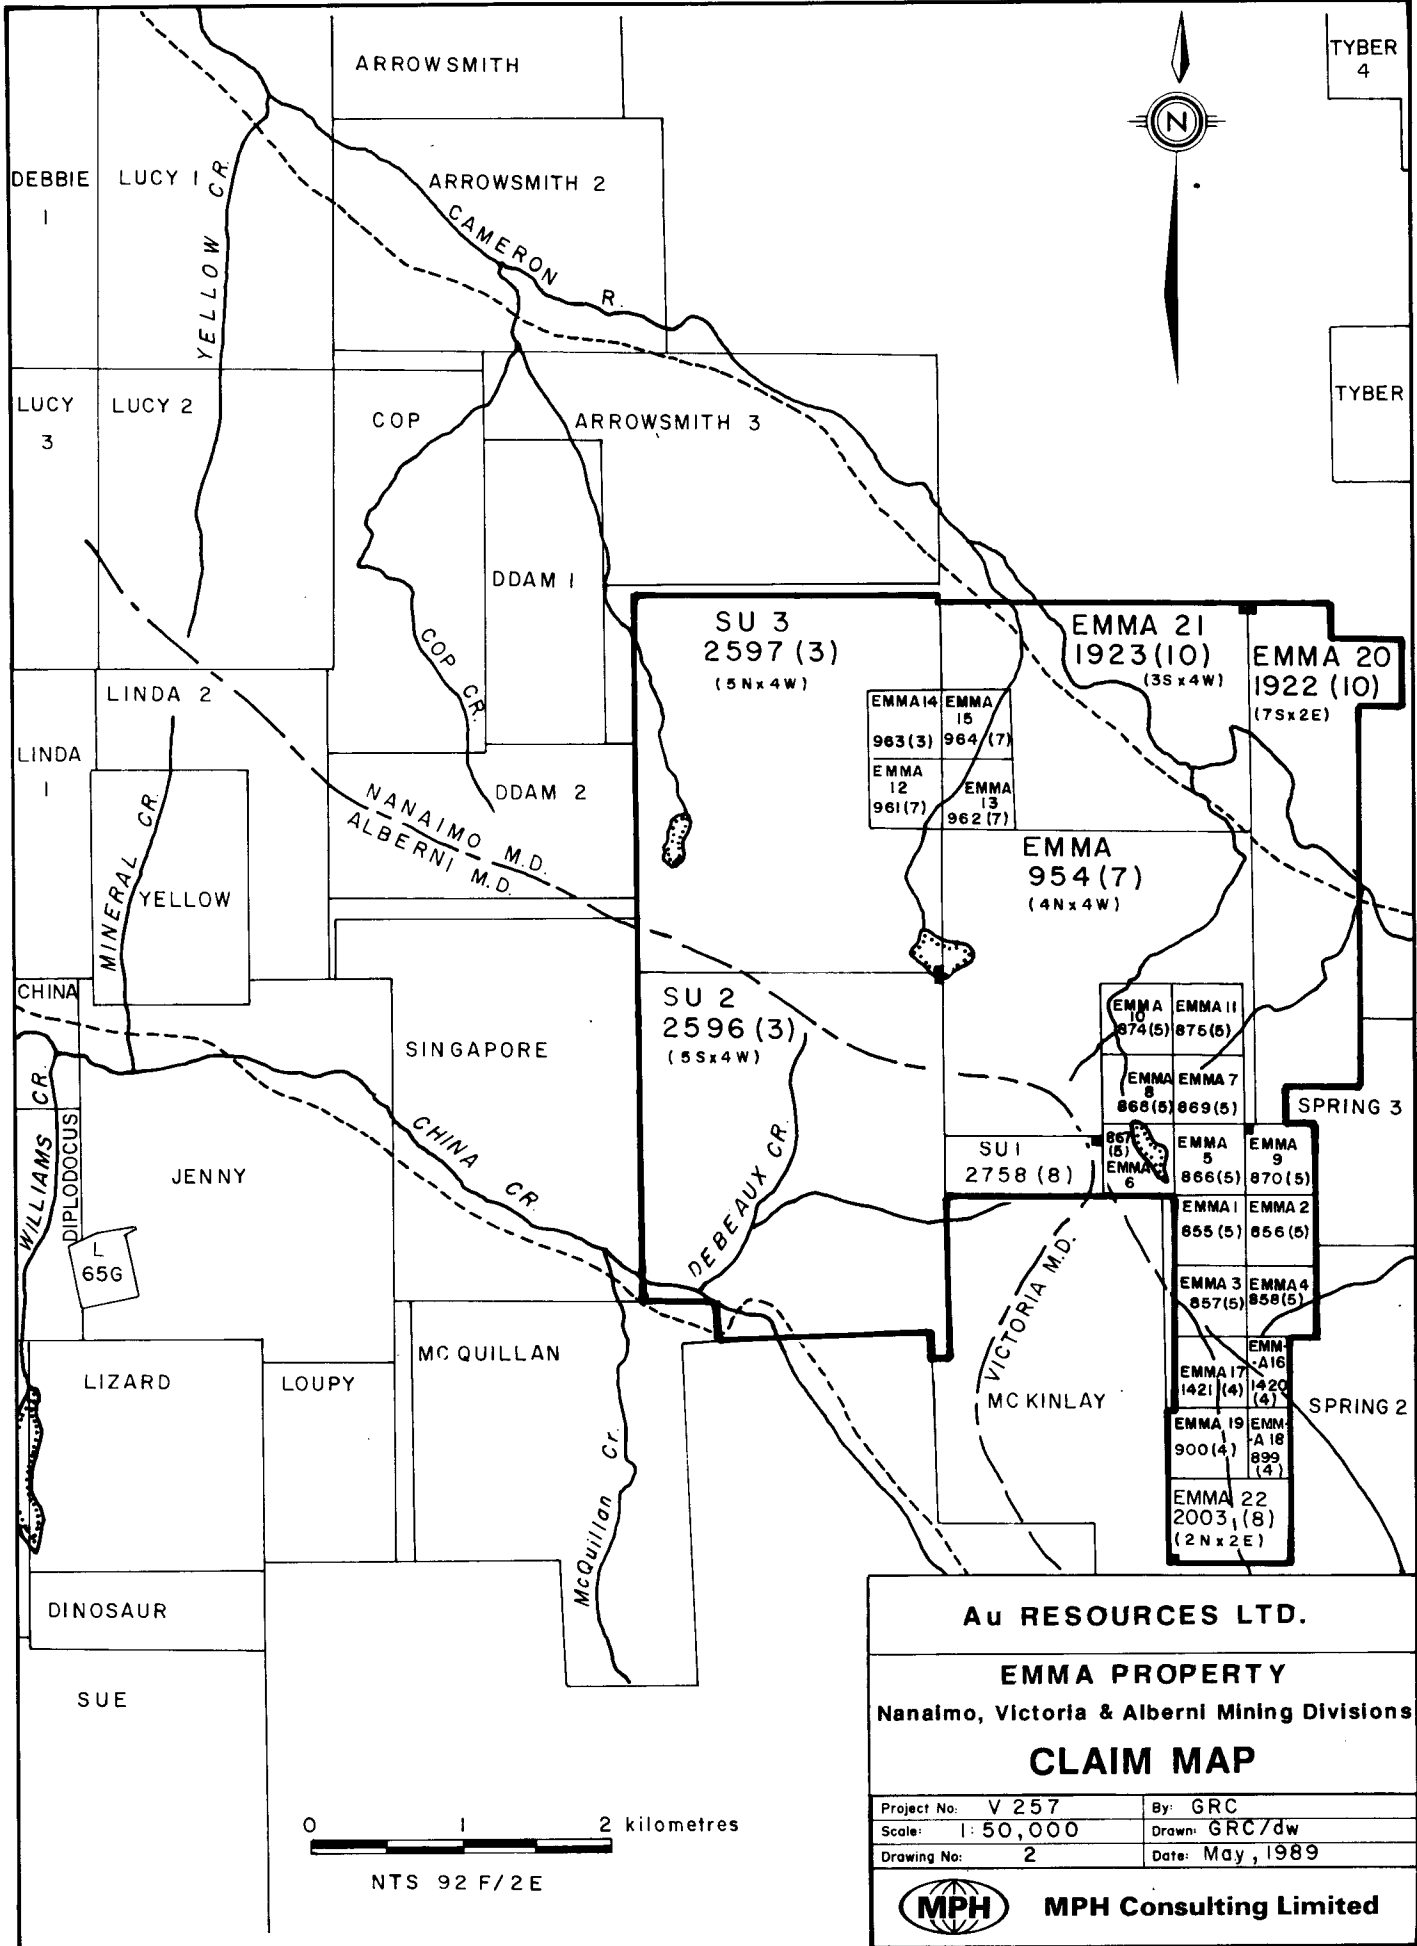 ARROWSMITH
TYBER
4
N
DEBBIE
1
LUCY 1
YELLOW CR.
ARROWSMITH 2
CAMERON R.
LUCY
3
LUCY 2
COP
ARROWSMITH 3
TYBER
DDAM 1
COP CR.
SU 3
2597 (3)
(5N x 4W)
EMMA 21
1923 (10)
(3S x 4W)
EMMA 20
1922 (10)
(7S x 2E)
EMMA 14
963 (3)
EMMA
15
964 (7)
EMMA
12
961 (7)
EMMA
13
962 (7)
LINDA 2
LINDA
1
MINERAL CR.
YELLOW
DDAM 2
NANAIMO M.D.
ALBERNI M.D.
EMMA
954 (7)
(4N x 4W)
CHINA
SU 2
2596 (3)
(5S x 4W)
EMMA
10
874 (5)
EMMA 11
875 (5)
EMMA
8
868 (5)
EMMA 7
869 (5)
SPRING 3
SINGAPORE
WILLIAMS CR.
DIPLODOCUS
JENNY
CHINA CR.
DEBEAUX CR.
SU 1
2758 (8)
867
(5)
EMMA
6
EMMA
5
866 (5)
EMMA
9
870 (5)
EMMA 1
855 (5)
EMMA 2
856 (5)
L
65G
VICTORIA M.D.
EMMA 3
857 (5)
EMMA 4
858 (5)
MC QUILLAN
LIZARD
LOUPY
MC KINLAY
EMMA 17
1421 (4)
EMM-
-A16
1420
(4)
SPRING 2
EMMA 19
900 (4)
EMM-
-A 18
899
(4)
McQuillan Cr.
EMMA 22
2003 (8)
(2N x 2E)
DINOSAUR
SUE
Au RESOURCES LTD.
EMMA PROPERTY
Nanaimo, Victoria & Alberni Mining Divisions
CLAIM MAP
Project No: V 257
By: GRC
Scale: 1:50,000
Drawn: GRC/dw
Drawing No: 2
Date: May, 1989
MPH
MPH Consulting Limited
0 1 2 kilometres
NTS 92 F/2E